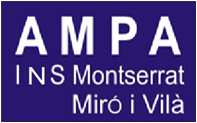 AMPA
INS Montserrat
Miró i Vilà